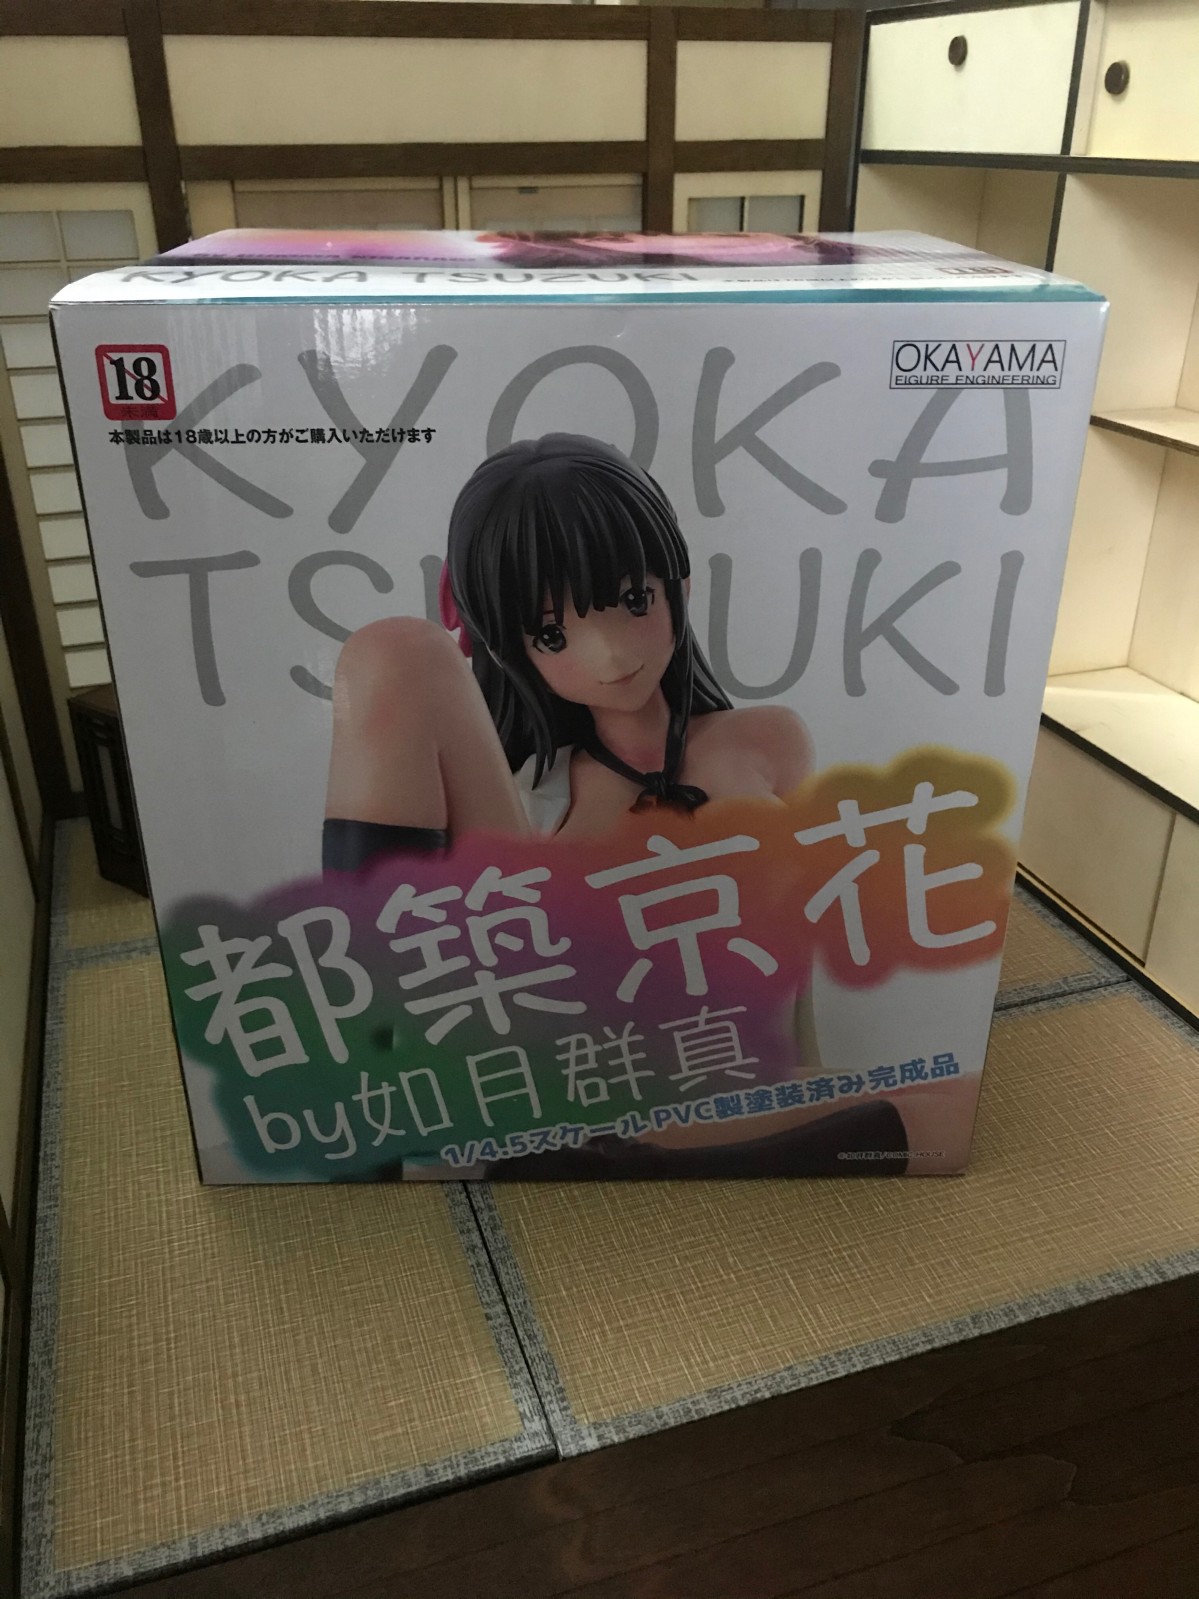 KYOKA TSUZUKI
18
未満
本製品は18歳以上の方がご購入いただけます
OKAYAMA
FIGURE ENGINEERING
KYOKA
TSUZUKI
都築京花
by如月群真
1/4.5スケールPVC製塗装済み完成品